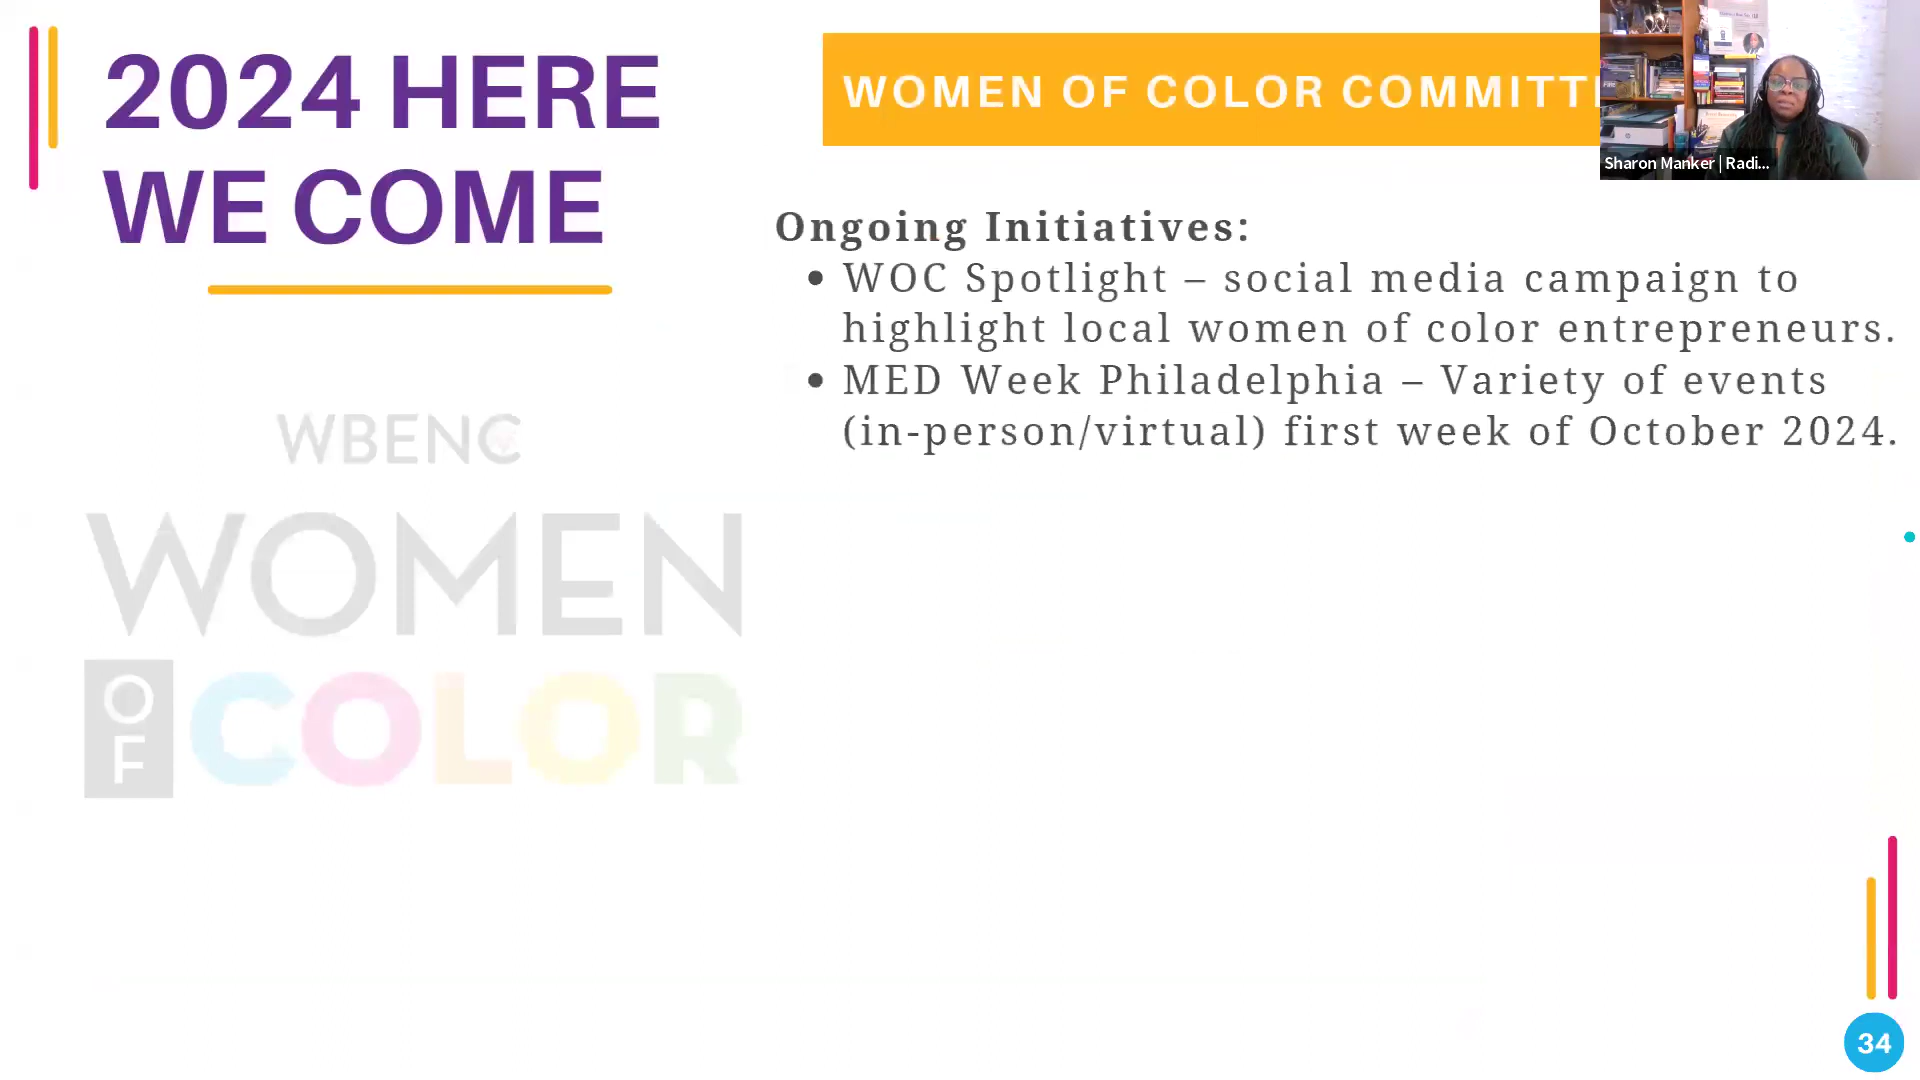 2024 HERE
WE COME
WOMEN OF COLOR COMMITT
Sharon Manker | Radi...
Ongoing Initiatives:
• WOC Spotlight – social media campaign to
highlight local women of color entrepreneurs.
• MED Week Philadelphia – Variety of events
(in-person/virtual) first week of October 2024.
WBENC
WOMEN
OF COLOR
34